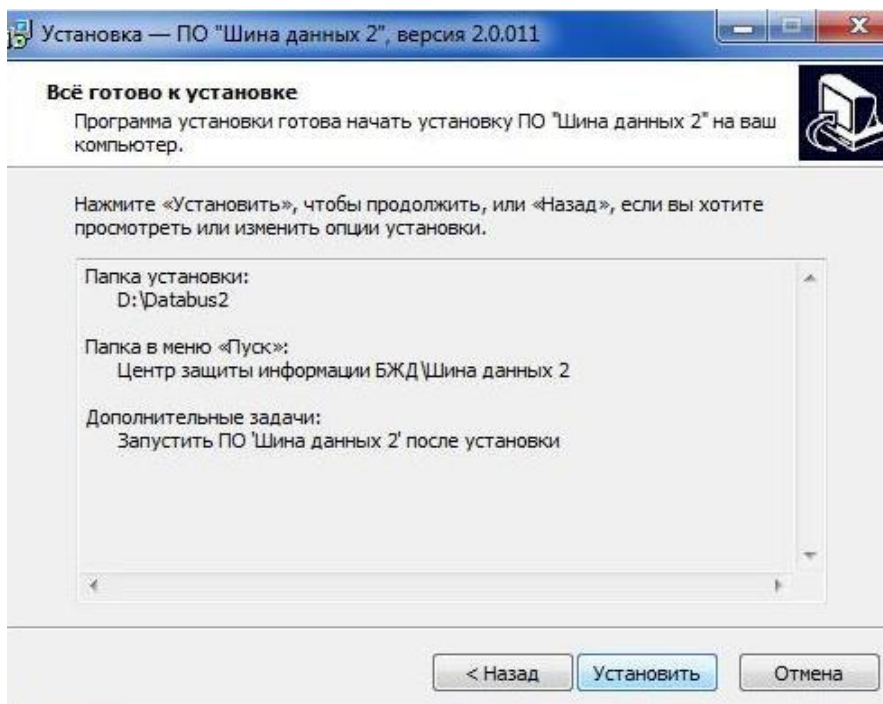 Установка — ПО "Шина данных 2", версия 2.0.011
Всё готово к установке
Программа установки готова начать установку ПО "Шина данных 2" на ваш
компьютер.
Нажмите «Установить», чтобы продолжить, или «Назад», если вы хотите
просмотреть или изменить опции установки.
Папка установки:
D:\Databus2
Папка в меню «Пуск»:
Центр защиты информации БЖД\Шина данных 2
Дополнительные задачи:
Запустить ПО 'Шина данных 2' после установки
< Назад
Установить
Отмена